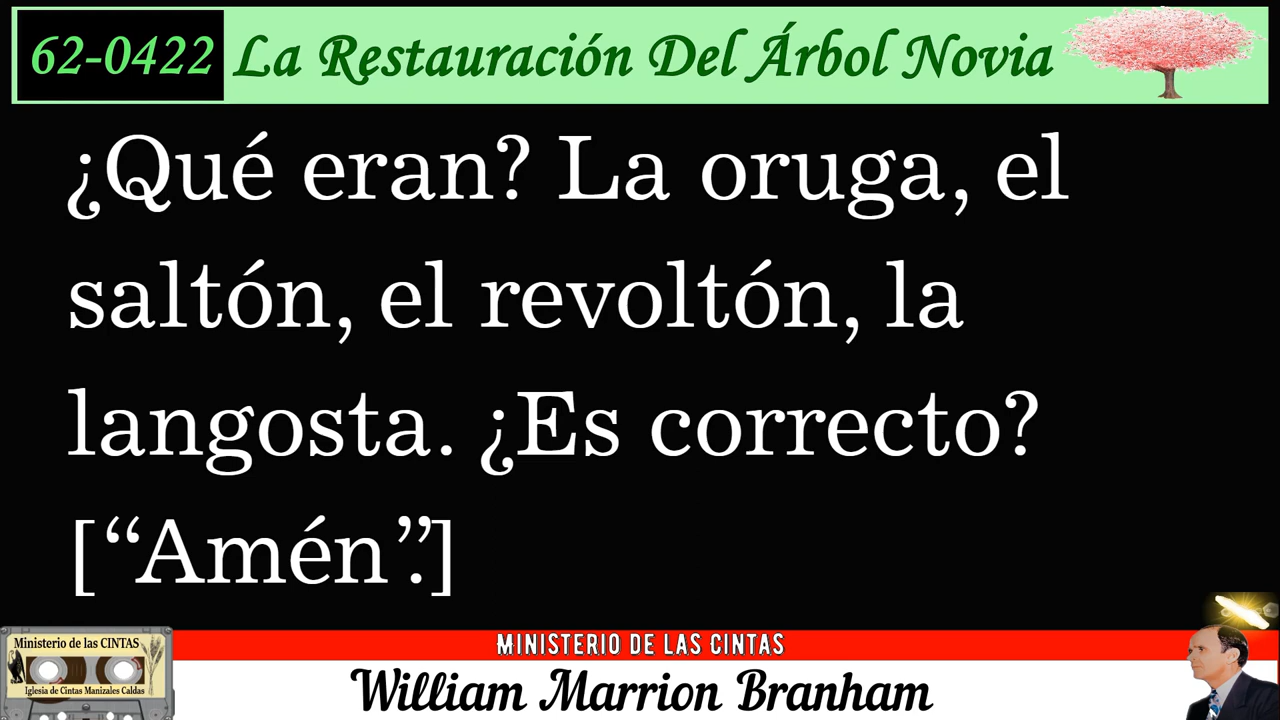 62-0422 La Restauración Del Árbol Novia
¿Qué eran? La oruga, el
saltón, el revoltón, la
langosta. ¿Es correcto?
[“Amén”.]
MINISTERIO DE LAS CINTAS
Ministerio de las CINTAS
Iglesia de Cintas Manizales Caldas
William Marrion Branham